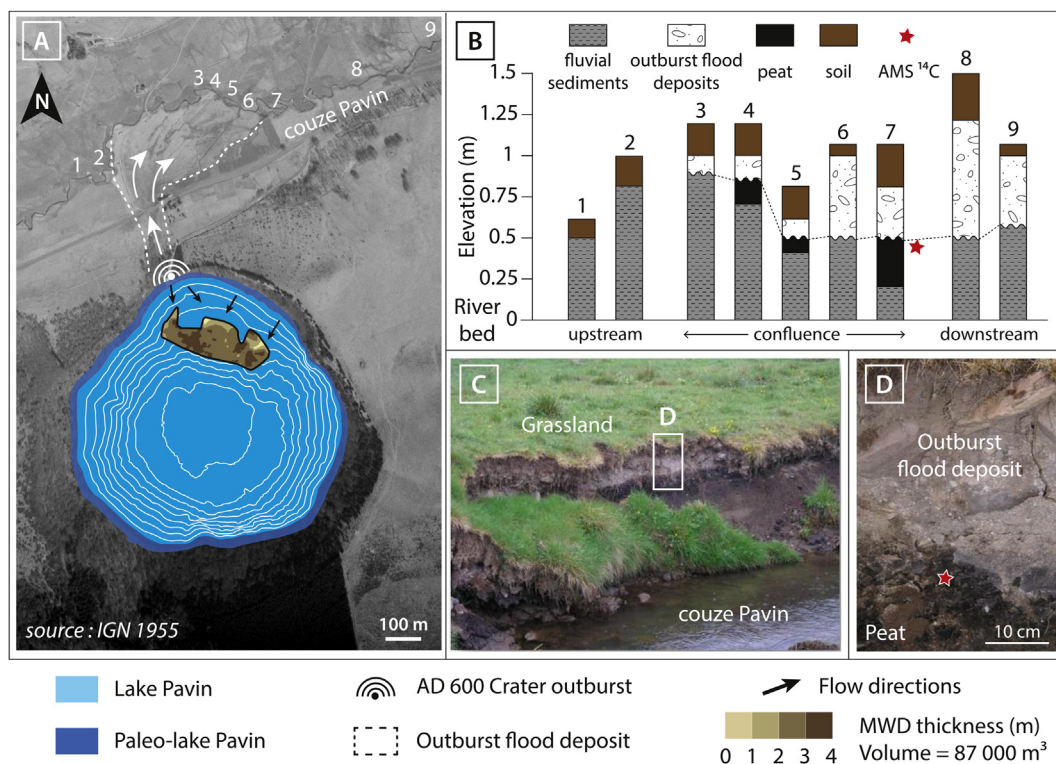 A
N
1
2
3
4
5
6
7
8
9
couze Pavin
source : IGN 1955
100 m
B
fluvial
sediments
outburst flood
deposits
peat
soil
AMS ¹⁴C
Elevation (m)
1.5
1
0.75
0.5
0.25
0
River
bed
1
2
3
4
5
6
7
8
9
upstream
confluence
downstream
C
Grassland
D
couze Pavin
D
Outburst
flood deposit
Peat
10 cm
Lake Pavin
Paleo-lake Pavin
AD 600 Crater outburst
Outburst flood deposit
Flow directions
MWD thickness (m)
0 1 2 3 4
Volume = 87 000 m³